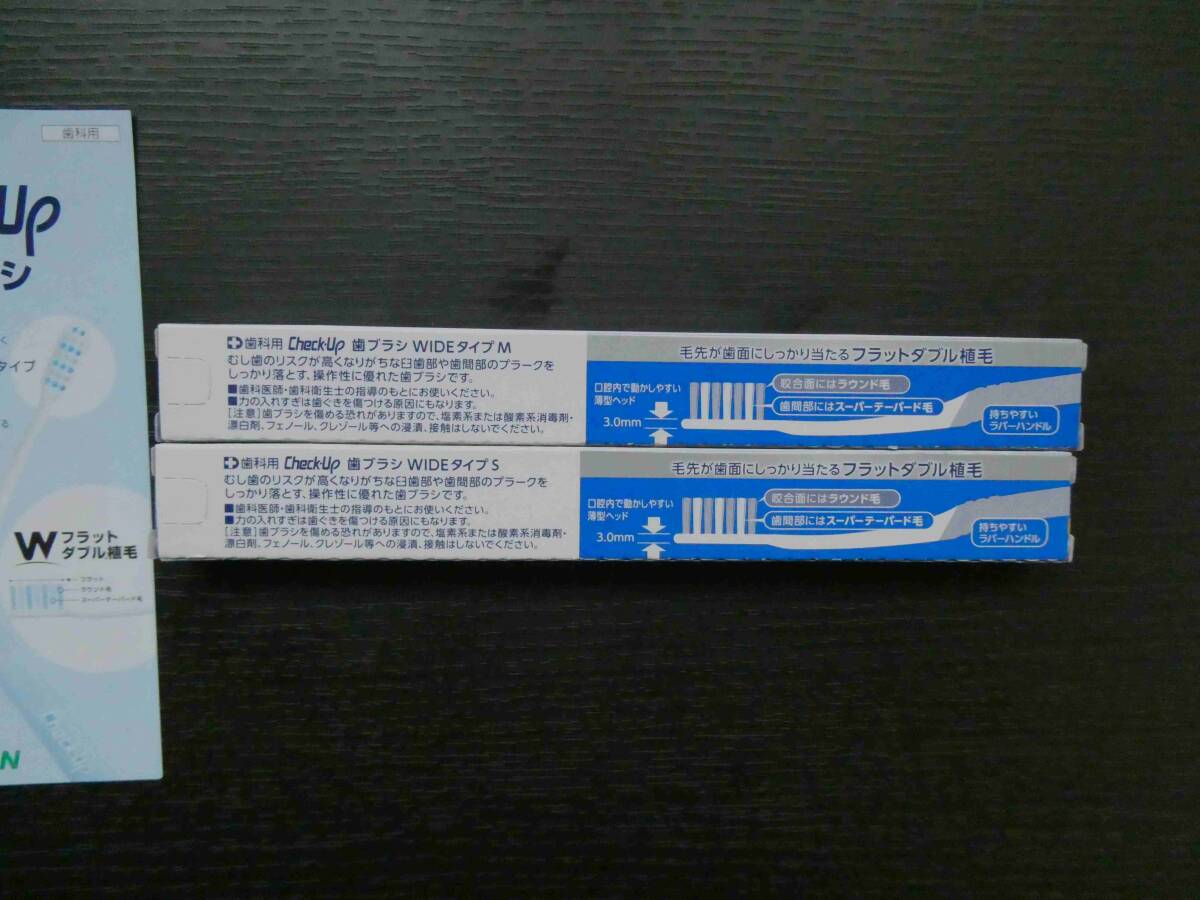 歯科用
Up
シ
く
タイプ
る
W フラット
ダブル植毛
フラット
ラウンド毛
スーパーテーパード毛
N
歯科用 Check-Up 歯ブラシ WIDEタイプ M
むし歯のリスクが高くなりがちな臼歯部や歯間部のプラークを
しっかり落とす、操作性に優れた歯ブラシです。
■歯科医師・歯科衛生士の指導のもとにお使いください。
■力の入れすぎは歯ぐきを傷つける原因にもなります。
[注意]歯ブラシを傷める恐れがありますので、塩素系または酸素系消毒剤・
漂白剤、フェノール、クレゾール等への浸漬、接触はしないでください。
毛先が歯面にしっかり当たるフラットダブル植毛
口腔内で動かしやすい
薄型ヘッド
3.0mm
咬合面にはラウンド毛
歯間部にはスーパーテーパード毛
持ちやすい
ラバーハンドル
歯科用 Check-Up 歯ブラシ WIDEタイプ S
むし歯のリスクが高くなりがちな臼歯部や歯間部のプラークを
しっかり落とす、操作性に優れた歯ブラシです。
■歯科医師・歯科衛生士の指導のもとにお使いください。
■力の入れすぎは歯ぐきを傷つける原因にもなります。
[注意]歯ブラシを傷める恐れがありますので、塩素系または酸素系消毒剤・
漂白剤、フェノール、クレゾール等への浸漬、接触はしないでください。
毛先が歯面にしっかり当たるフラットダブル植毛
口腔内で動かしやすい
薄型ヘッド
3.0mm
咬合面にはラウンド毛
歯間部にはスーパーテーパード毛
持ちやすい
ラバーハンドル